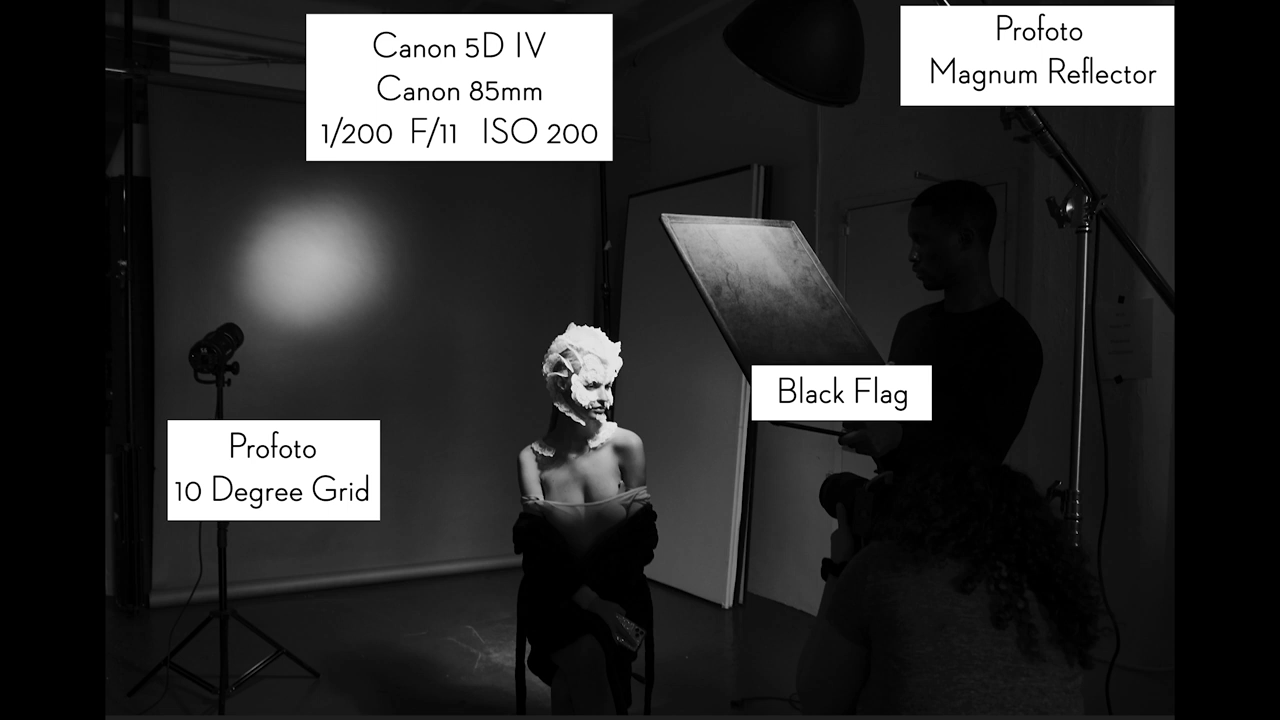 Canon 5D IV
Canon 85mm
1/200 F/11 ISO 200
Profoto
Magnum Reflector
Black Flag
Profoto
10 Degree Grid